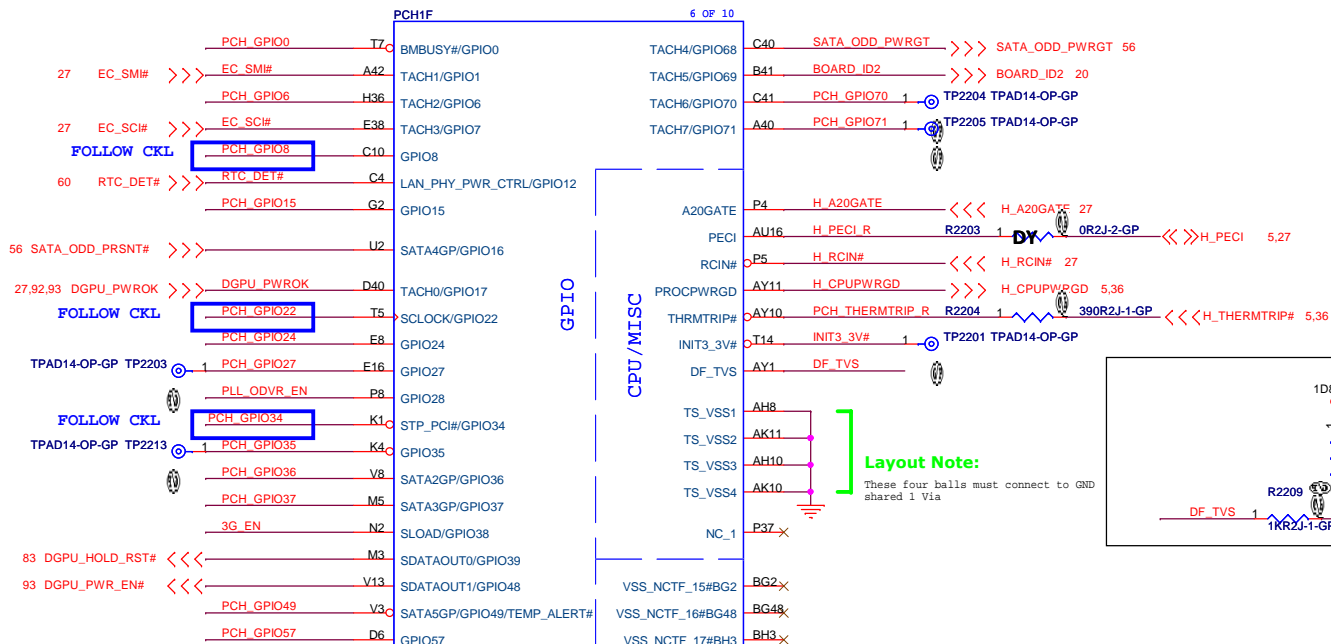 PCH1F 6 OF 10
PCH_GPIO0 T7 BMBUSY#/GPIO0 TACH4/GPIO68 C40 SATA_ODD_PWRGT SATA_ODD_PWRGT 56
27 EC_SMI# EC_SMI# A42 TACH1/GPIO1 TACH5/GPIO69 B41 BOARD_ID2 BOARD_ID2 20
PCH_GPIO6 H36 TACH2/GPIO6 TACH6/GPIO70 C41 PCH_GPIO70 1 TP2204 TPAD14-OP-GP
27 EC_SCI# EC_SCI# E38 TACH3/GPIO7 TACH7/GPIO71 A40 PCH_GPIO71 1 TP2205 TPAD14-OP-GP
FOLLOW CKL PCH_GPIO8 C10 GPIO8
60 RTC_DET# RTC_DET# C4 LAN_PHY_PWR_CTRL/GPIO12
PCH_GPIO15 G2 GPIO15 A20GATE P4 H_A20GATE H_A20GATE 27
PECI AU16 H_PECI_R R2203 1 DY 0R2J-2-GP H_PECI 5,27
56 SATA_ODD_PRSNT# U2 SATA4GP/GPIO16
RCIN# P5 H_RCIN# H_RCIN# 27
27,92,93 DGPU_PWROK DGPU_PWROK D40 TACH0/GPIO17 PROCPWRGD AY11 H_CPUPWRGD H_CPUPWRGD 5,36
FOLLOW CKL PCH_GPIO22 T5 SCLOCK/GPIO22 THRMTRIP# AY10 PCH_THERMTRIP_R R2204 1 390R2J-1-GP H_THERMTRIP# 5,36
GPIO
CPU/MISC
PCH_GPIO24 E8 GPIO24 INIT3_3V# T14 INIT3_3V# 1 TP2201 TPAD14-OP-GP
TPAD14-OP-GP TP2203 1 PCH_GPIO27 E16 GPIO27 DF_TVS AY1 DF_TVS
PLL_ODVR_EN P8 GPIO28
1D8
FOLLOW CKL PCH_GPIO34 K1 STP_PCI#/GPIO34 TS_VSS1 AH8
1
TPAD14-OP-GP TP2213 1 PCH_GPIO35 K4 GPIO35 TS_VSS2 AK11
PCH_GPIO36 V8 SATA2GP/GPIO36 TS_VSS3 AH10
Layout Note:
These four balls must connect to GND
shared 1 Via
PCH_GPIO37 M5 SATA3GP/GPIO37 TS_VSS4 AK10
R2209
DF_TVS 1 1KR2J-1-GP
3G_EN N2 SLOAD/GPIO38 NC_1 P37
83 DGPU_HOLD_RST# M3 SDATAOUT0/GPIO39
93 DGPU_PWR_EN# V13 SDATAOUT1/GPIO48 VSS_NCTF_15#BG2 BG2
PCH_GPIO49 V3 SATA5GP/GPIO49/TEMP_ALERT# VSS_NCTF_16#BG48 BG48
PCH_GPIO57 D6 GPIO57 VSS_NCTF_17#BH3 BH3